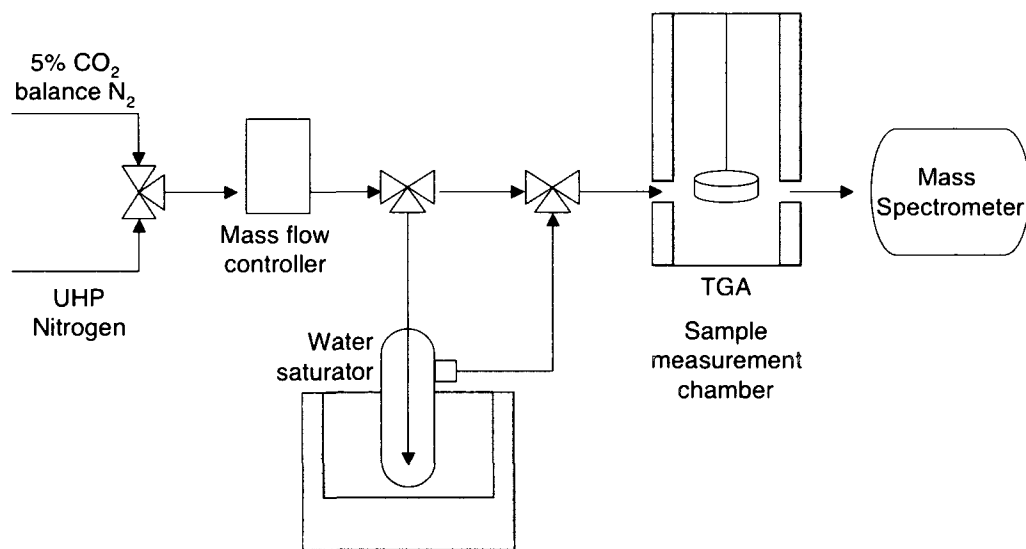 5% CO₂
balance N₂
UHP
Nitrogen
Mass flow
controller
Water
saturator
TGA
Sample
measurement
chamber
Mass
Spectrometer